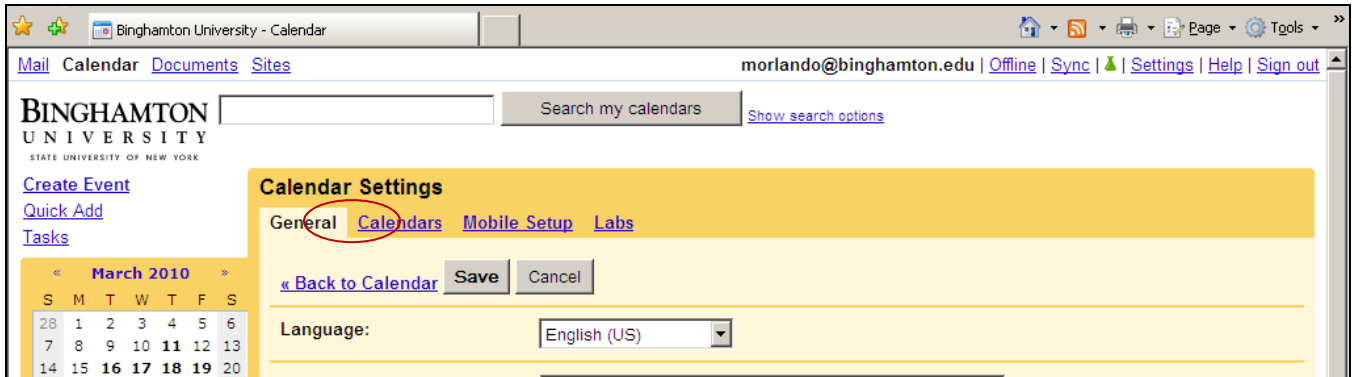 Binghamton University - Calendar
Page Tools »
Mail Calendar Documents Sites morlando@binghamton.edu | Offline | Sync | | Settings | Help | Sign out
BINGHAMTON
UNIVERSITY
STATE UNIVERSITY OF NEW YORK
Search my calendars Show search options
Create Event
Quick Add
Tasks
Calendar Settings
General Calendars Mobile Setup Labs
« Back to Calendar Save Cancel
Language: English (US)
« March 2010 »
S M T W T F S
28 1 2 3 4 5 6
7 8 9 10 11 12 13
14 15 16 17 18 19 20